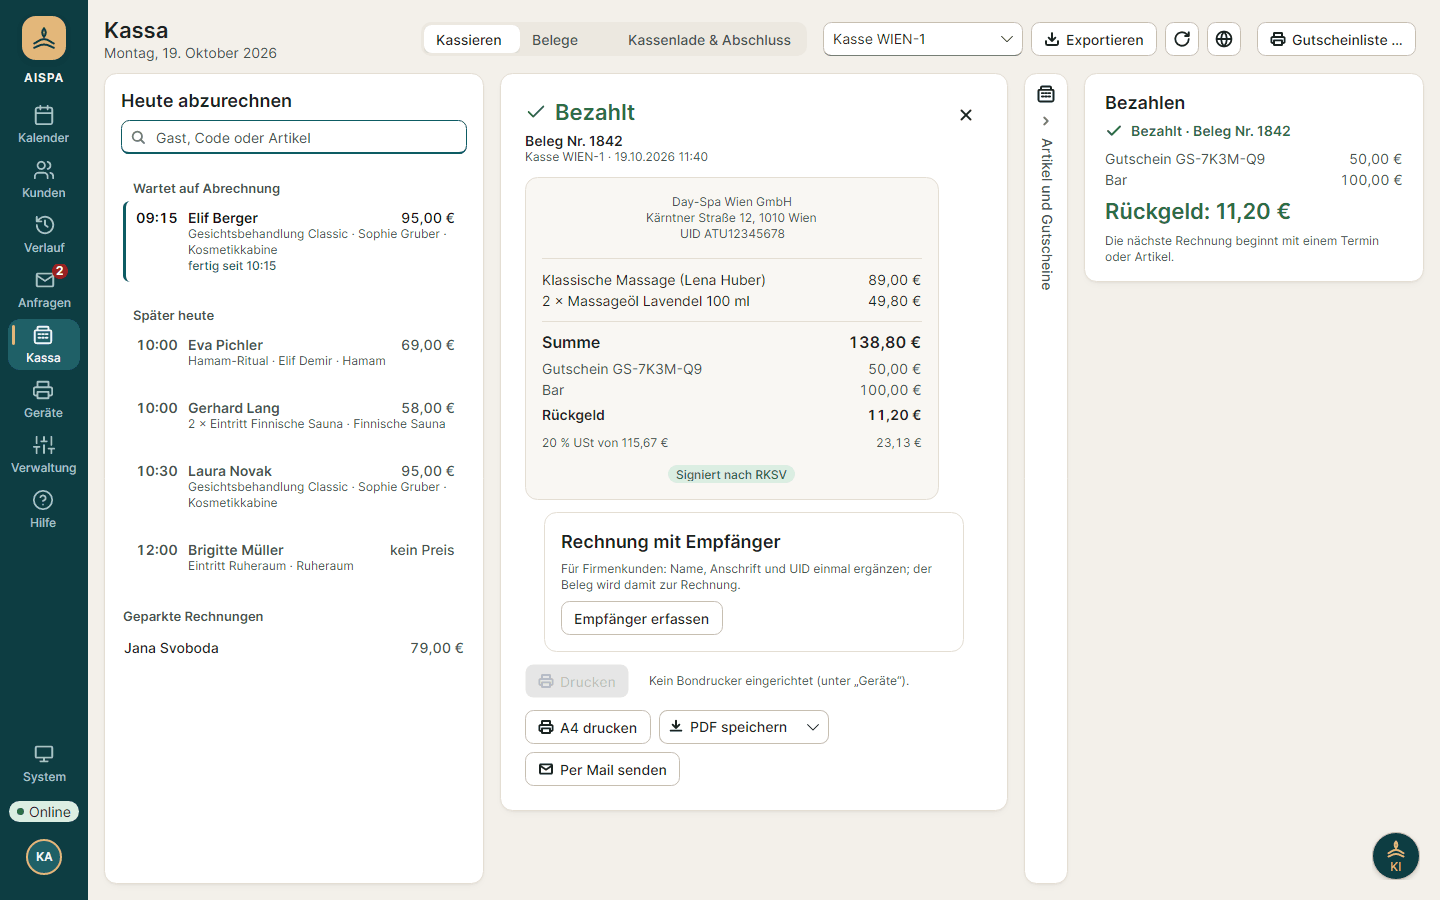 AISPA
Kalender
Kunden
Verlauf
2
Anfragen
Kassa
Geräte
Verwaltung
Hilfe
System
Online
KA
Kassa
Montag, 19. Oktober 2026
Kassieren
Belege
Kassenlade & Abschluss
Kasse WIEN-1
Exportieren
Gutscheinliste ...
Heute abzurechnen
Gast, Code oder Artikel
Wartet auf Abrechnung
09:15 Elif Berger 95,00 €
Gesichtsbehandlung Classic · Sophie Gruber ·
Kosmetikkabine
fertig seit 10:15
Später heute
10:00 Eva Pichler 69,00 €
Hamam-Ritual · Elif Demir · Hamam
10:00 Gerhard Lang 58,00 €
2 × Eintritt Finnische Sauna · Finnische Sauna
10:30 Laura Novak 95,00 €
Gesichtsbehandlung Classic · Sophie Gruber ·
Kosmetikkabine
12:00 Brigitte Müller kein Preis
Eintritt Ruheraum · Ruheraum
Geparkte Rechnungen
Jana Svoboda 79,00 €
Bezahlt
Beleg Nr. 1842
Kasse WIEN-1 · 19.10.2026 11:40
Day-Spa Wien GmbH
Kärntner Straße 12, 1010 Wien
UID ATU12345678
Klassische Massage (Lena Huber) 89,00 €
2 × Massageöl Lavendel 100 ml 49,80 €
Summe 138,80 €
Gutschein GS-7K3M-Q9 50,00 €
Bar 100,00 €
Rückgeld 11,20 €
20 % USt von 115,67 € 23,13 €
Signiert nach RKSV
Rechnung mit Empfänger
Für Firmenkunden: Name, Anschrift und UID einmal ergänzen; der
Beleg wird damit zur Rechnung.
Empfänger erfassen
Drucken
Kein Bondrucker eingerichtet (unter „Geräte“).
A4 drucken
PDF speichern
Per Mail senden
Artikel und Gutscheine
Bezahlen
Bezahlt · Beleg Nr. 1842
Gutschein GS-7K3M-Q9 50,00 €
Bar 100,00 €
Rückgeld: 11,20 €
Die nächste Rechnung beginnt mit einem Termin
oder Artikel.
KI